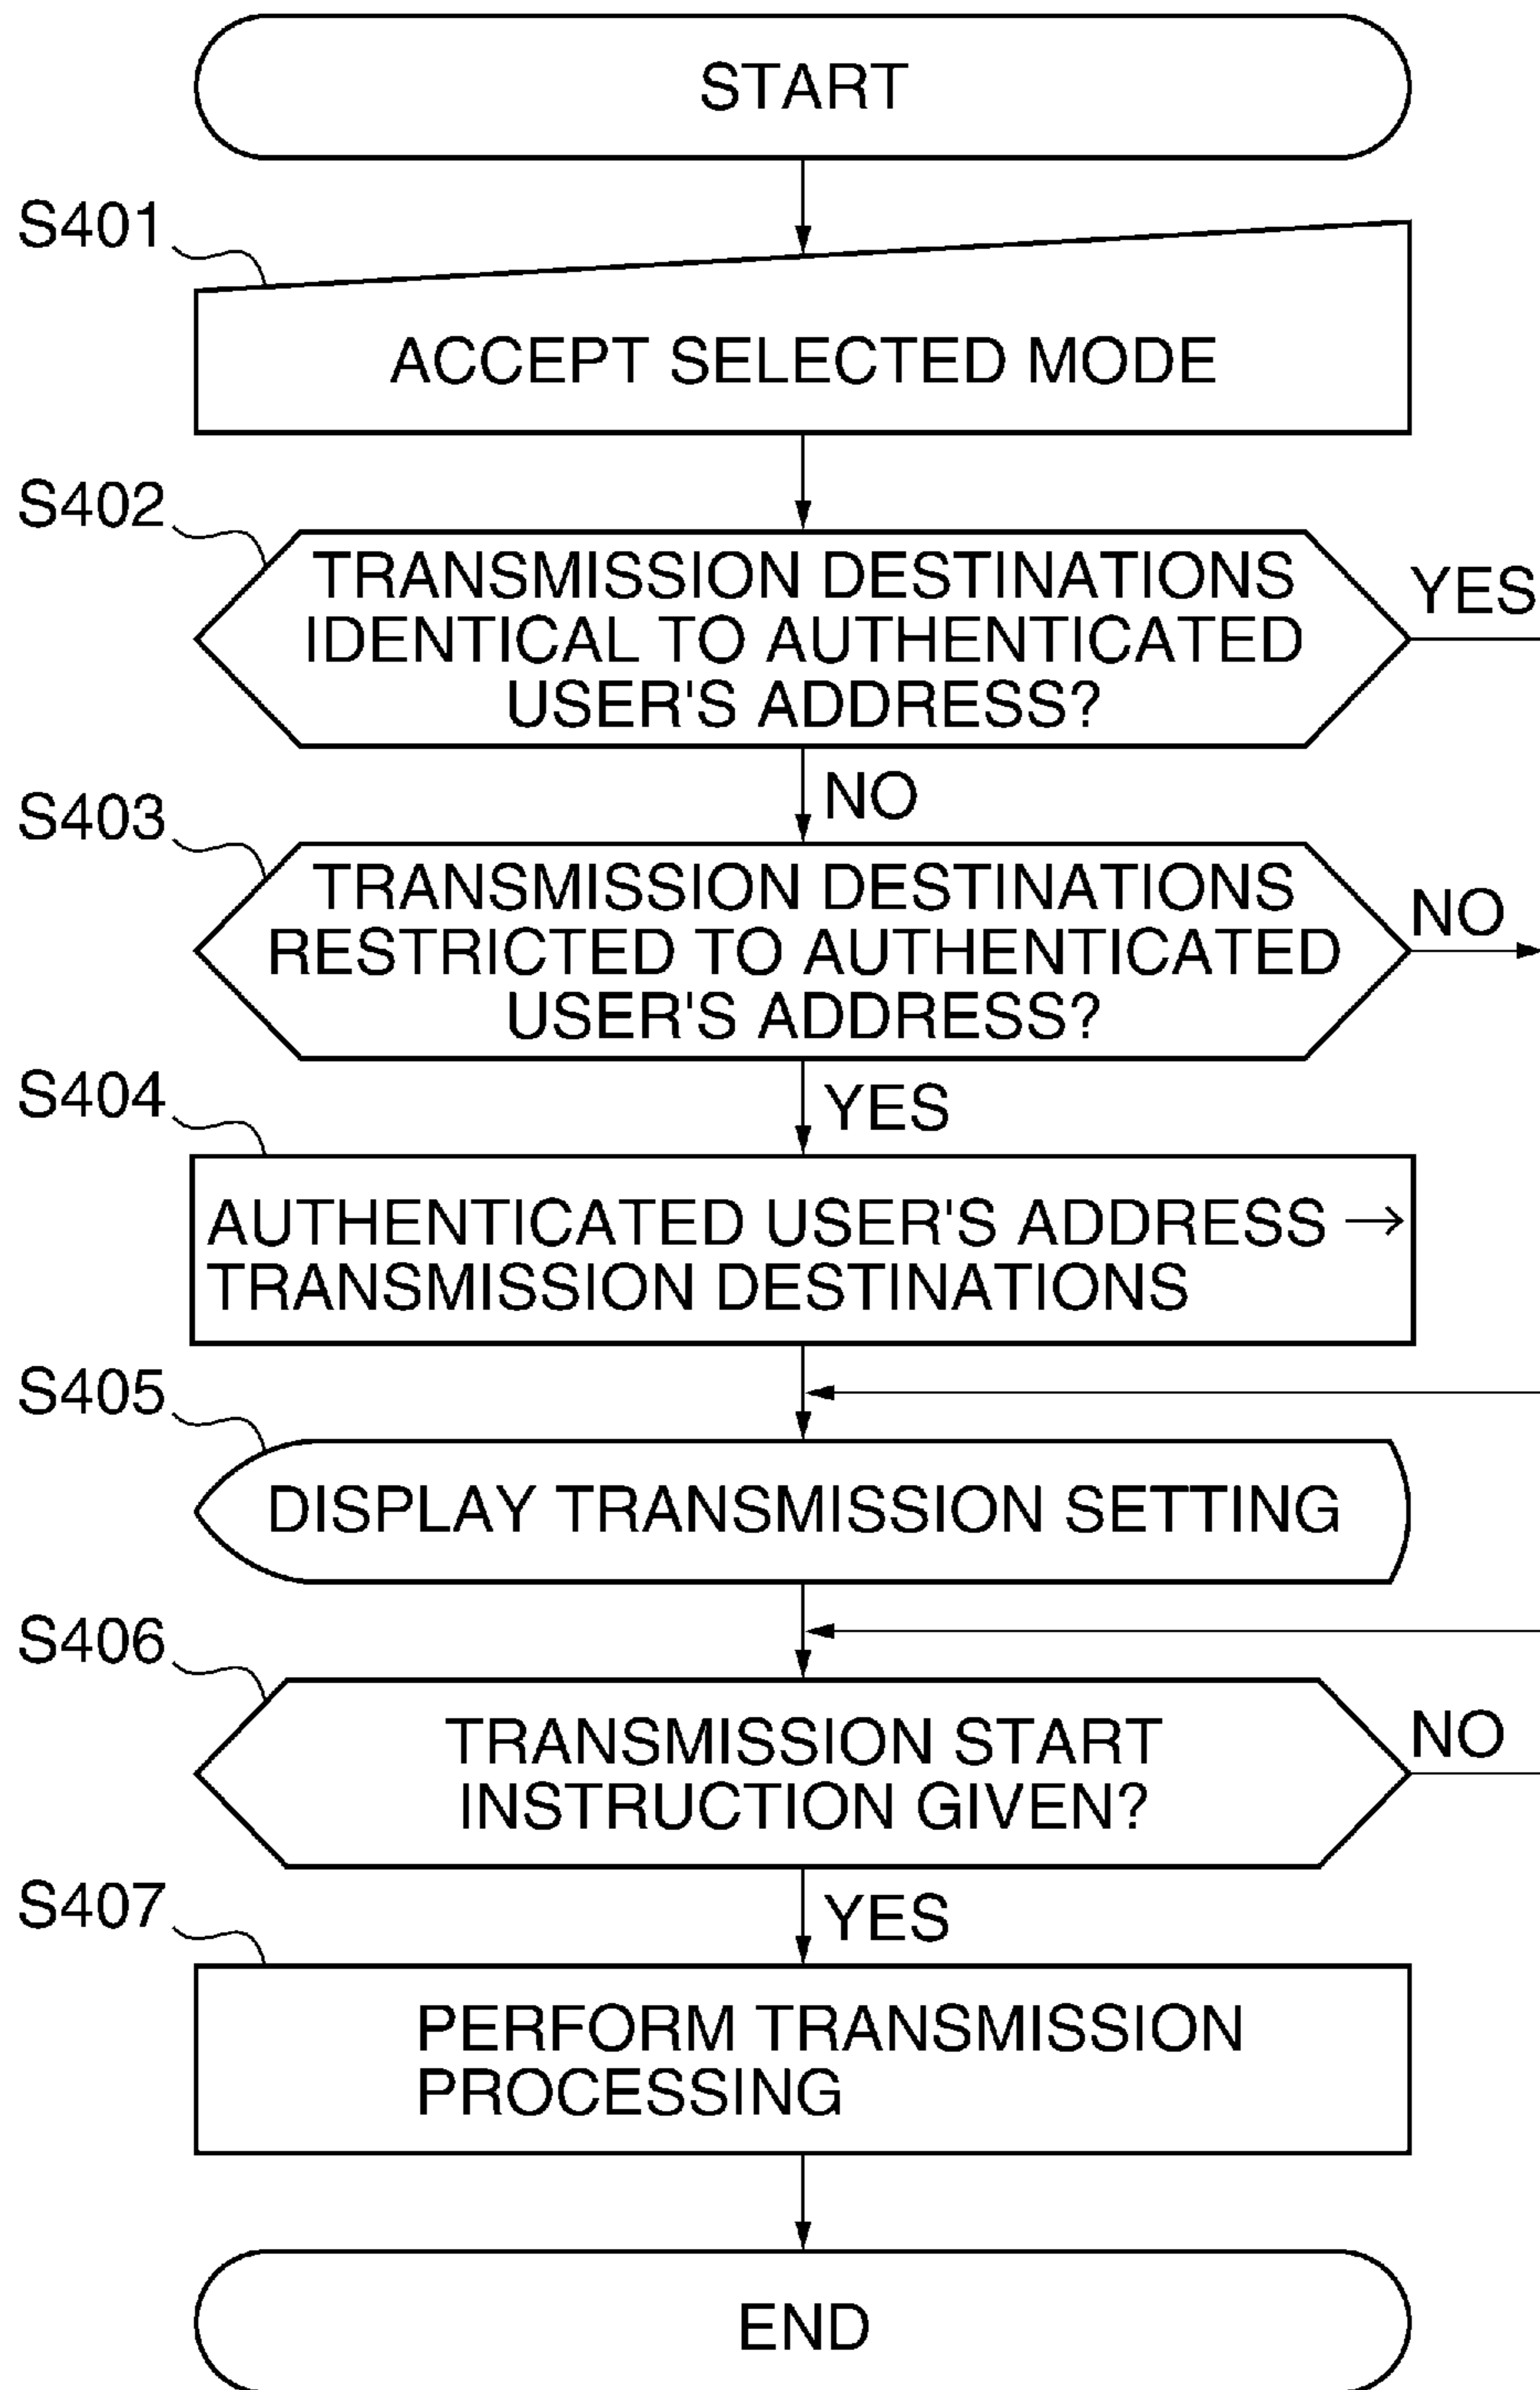 START
S401
ACCEPT SELECTED MODE
S402
TRANSMISSION DESTINATIONS
IDENTICAL TO AUTHENTICATED
USER'S ADDRESS?
YES
NO
S403
TRANSMISSION DESTINATIONS
RESTRICTED TO AUTHENTICATED
USER'S ADDRESS?
NO
YES
S404
AUTHENTICATED USER'S ADDRESS →
TRANSMISSION DESTINATIONS
S405
DISPLAY TRANSMISSION SETTING
S406
TRANSMISSION START
INSTRUCTION GIVEN?
NO
YES
S407
PERFORM TRANSMISSION
PROCESSING
END